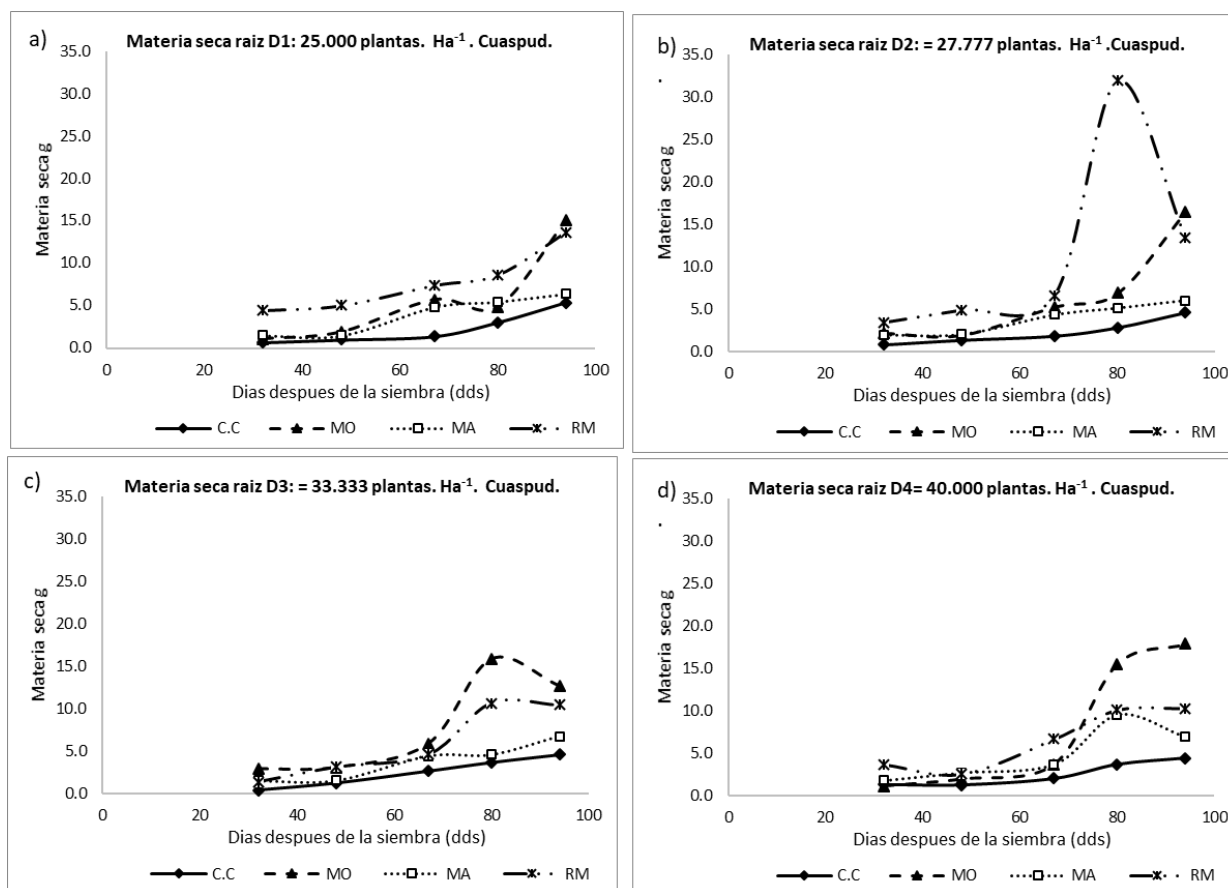 a)
Materia seca raiz D1: 25.000 plantas. Ha⁻¹ . Cuaspud.
35.0
30.0
25.0
20.0
15.0
10.0
5.0
0.0
Materia seca g
0 20 40 60 80 100
Dias despues de la siembra (dds)
C.C MO MA RM
b)
Materia seca raiz D2: = 27.777 plantas. Ha⁻¹ .Cuaspud.
.
35.0
30.0
25.0
20.0
15.0
10.0
5.0
0.0
Materia seca g
0 20 40 60 80 100
Dias despues de la siembra (dds)
C.C MO MA RM
c)
Materia seca raiz D3: = 33.333 plantas. Ha⁻¹. Cuaspud.
35.0
30.0
25.0
20.0
15.0
10.0
5.0
0.0
Materia seca g
0 20 40 60 80 100
Dias despues de la siembra (dds)
C.C MO MA RM
d)
Materia seca raiz D4= 40.000 plantas. Ha⁻¹ . Cuaspud.
.
35.0
30.0
25.0
20.0
15.0
10.0
5.0
0.0
Materia seca g
0 20 40 60 80 100
Dias despues de la siembra (dds)
C.C MO MA RM